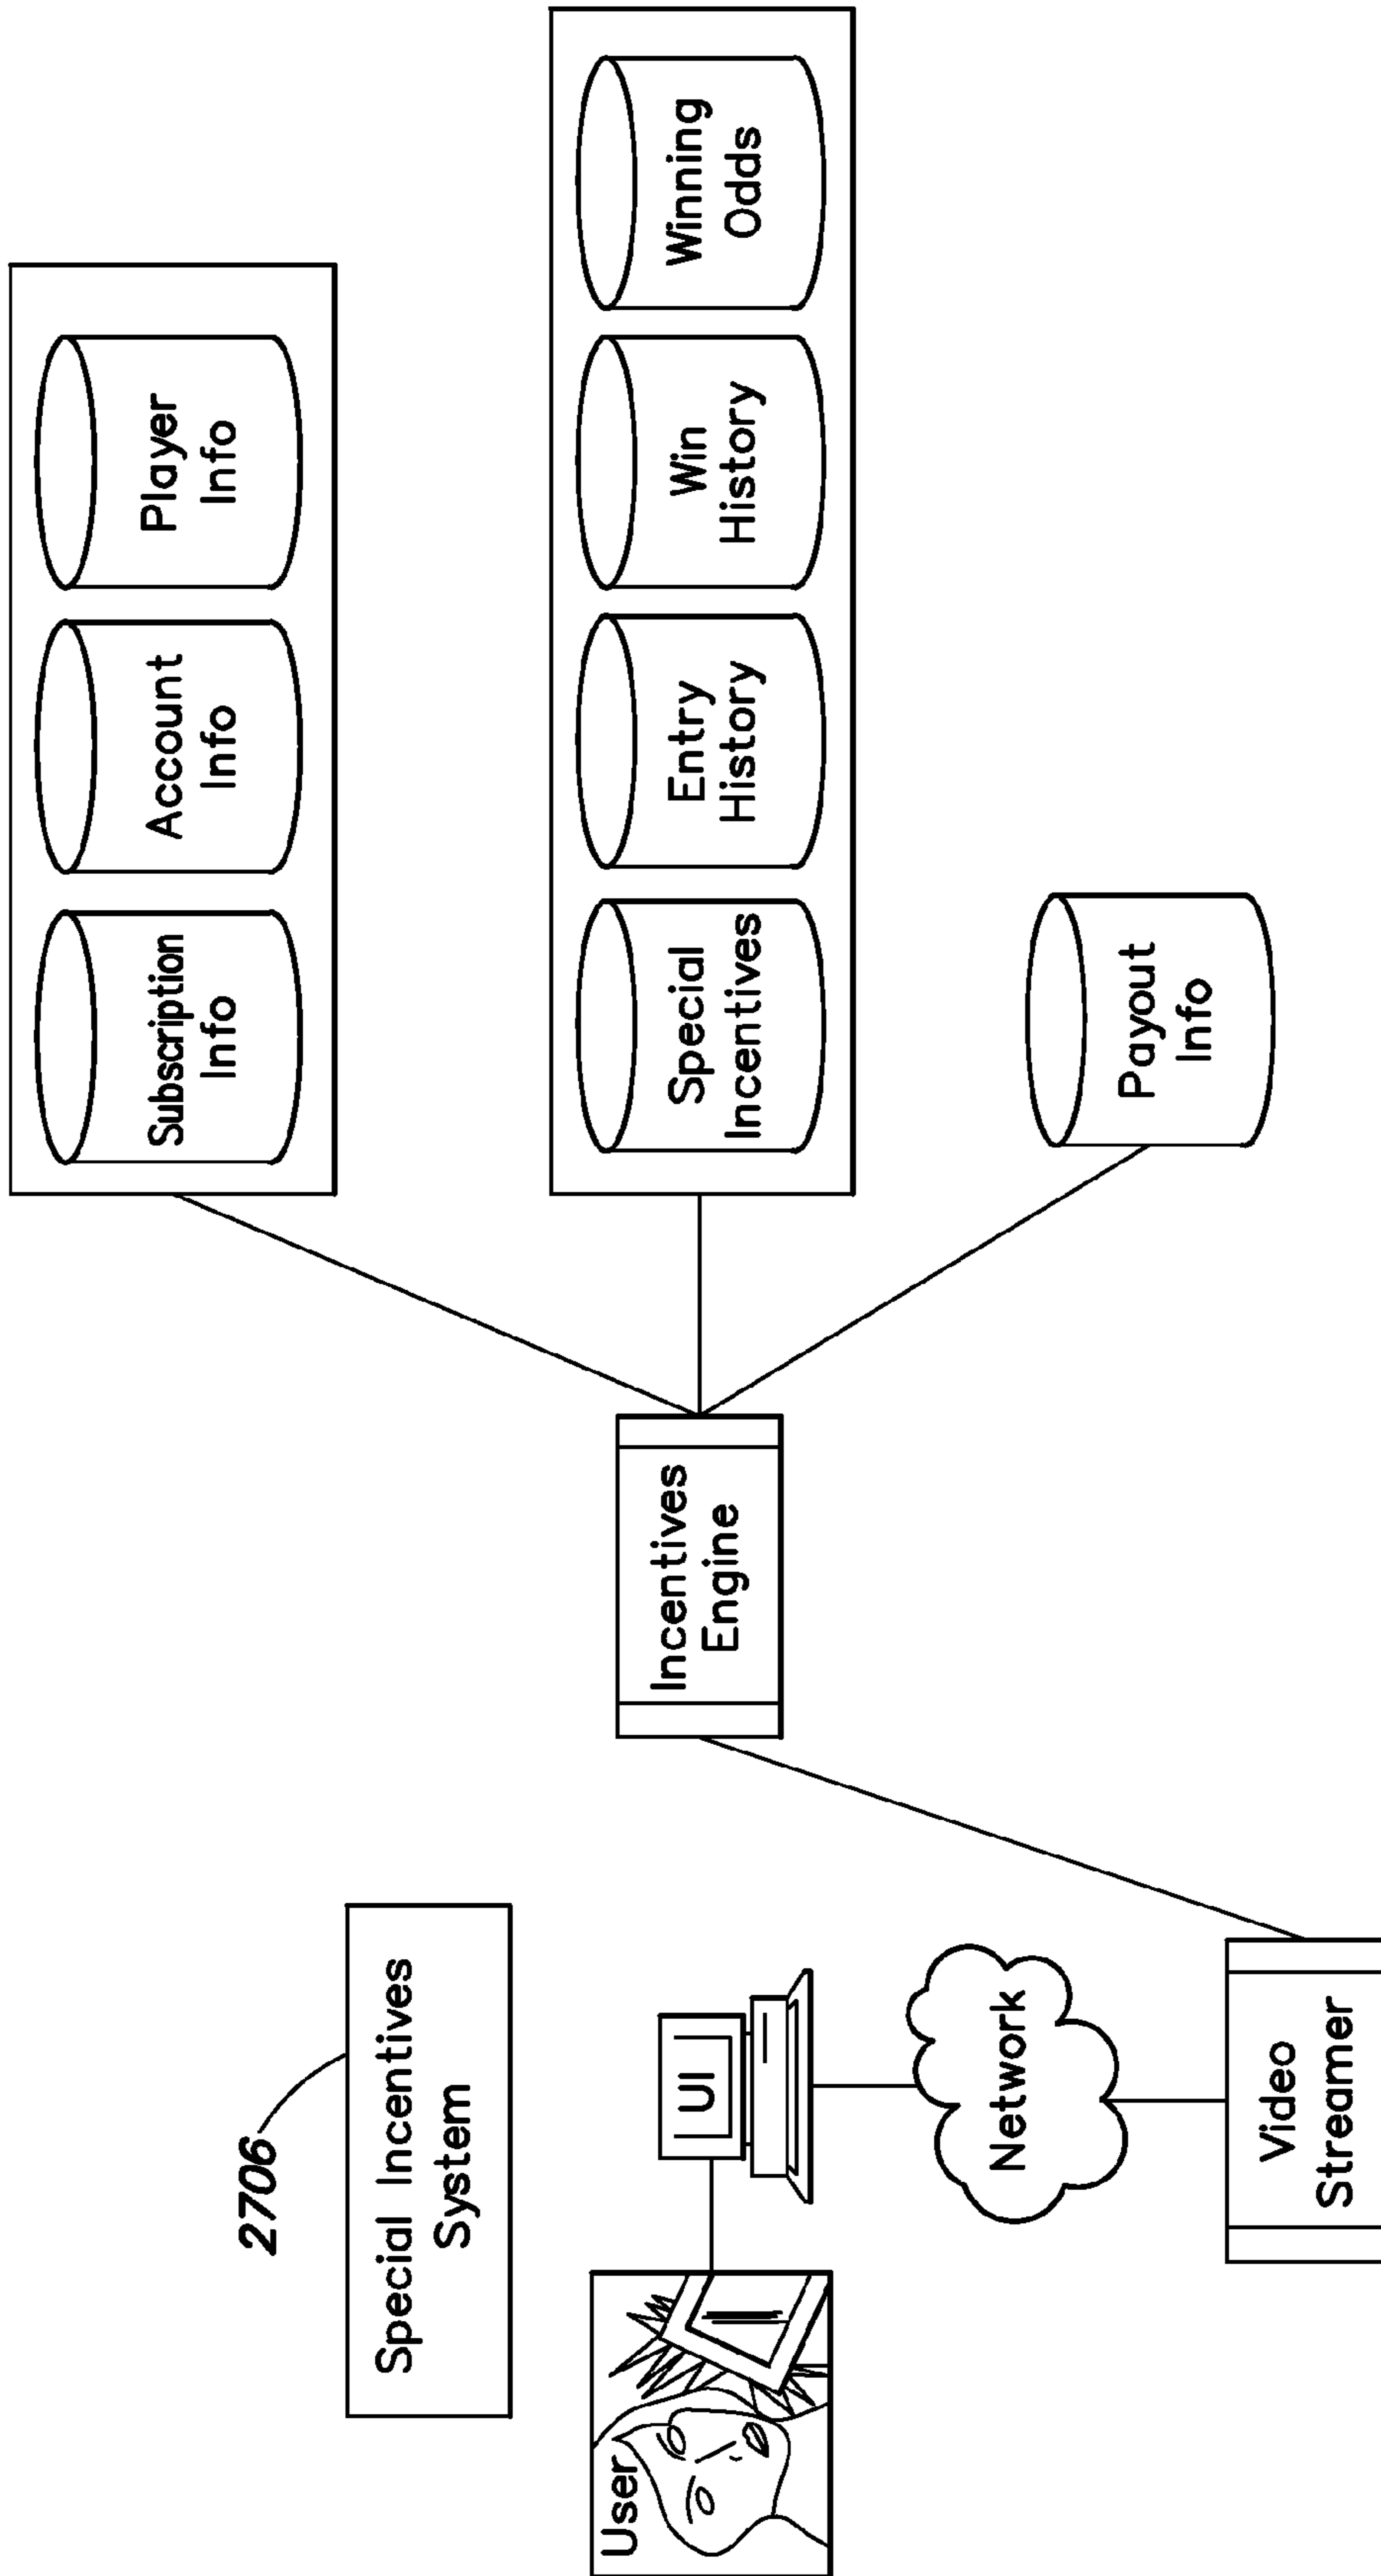 2706
Special Incentives
System
User
UI
Network
Video
Streamer
Incentives
Engine
Subscription
Info
Account
Info
Player
Info
Special
Incentives
Entry
History
Win
History
Winning
Odds
Payout
Info